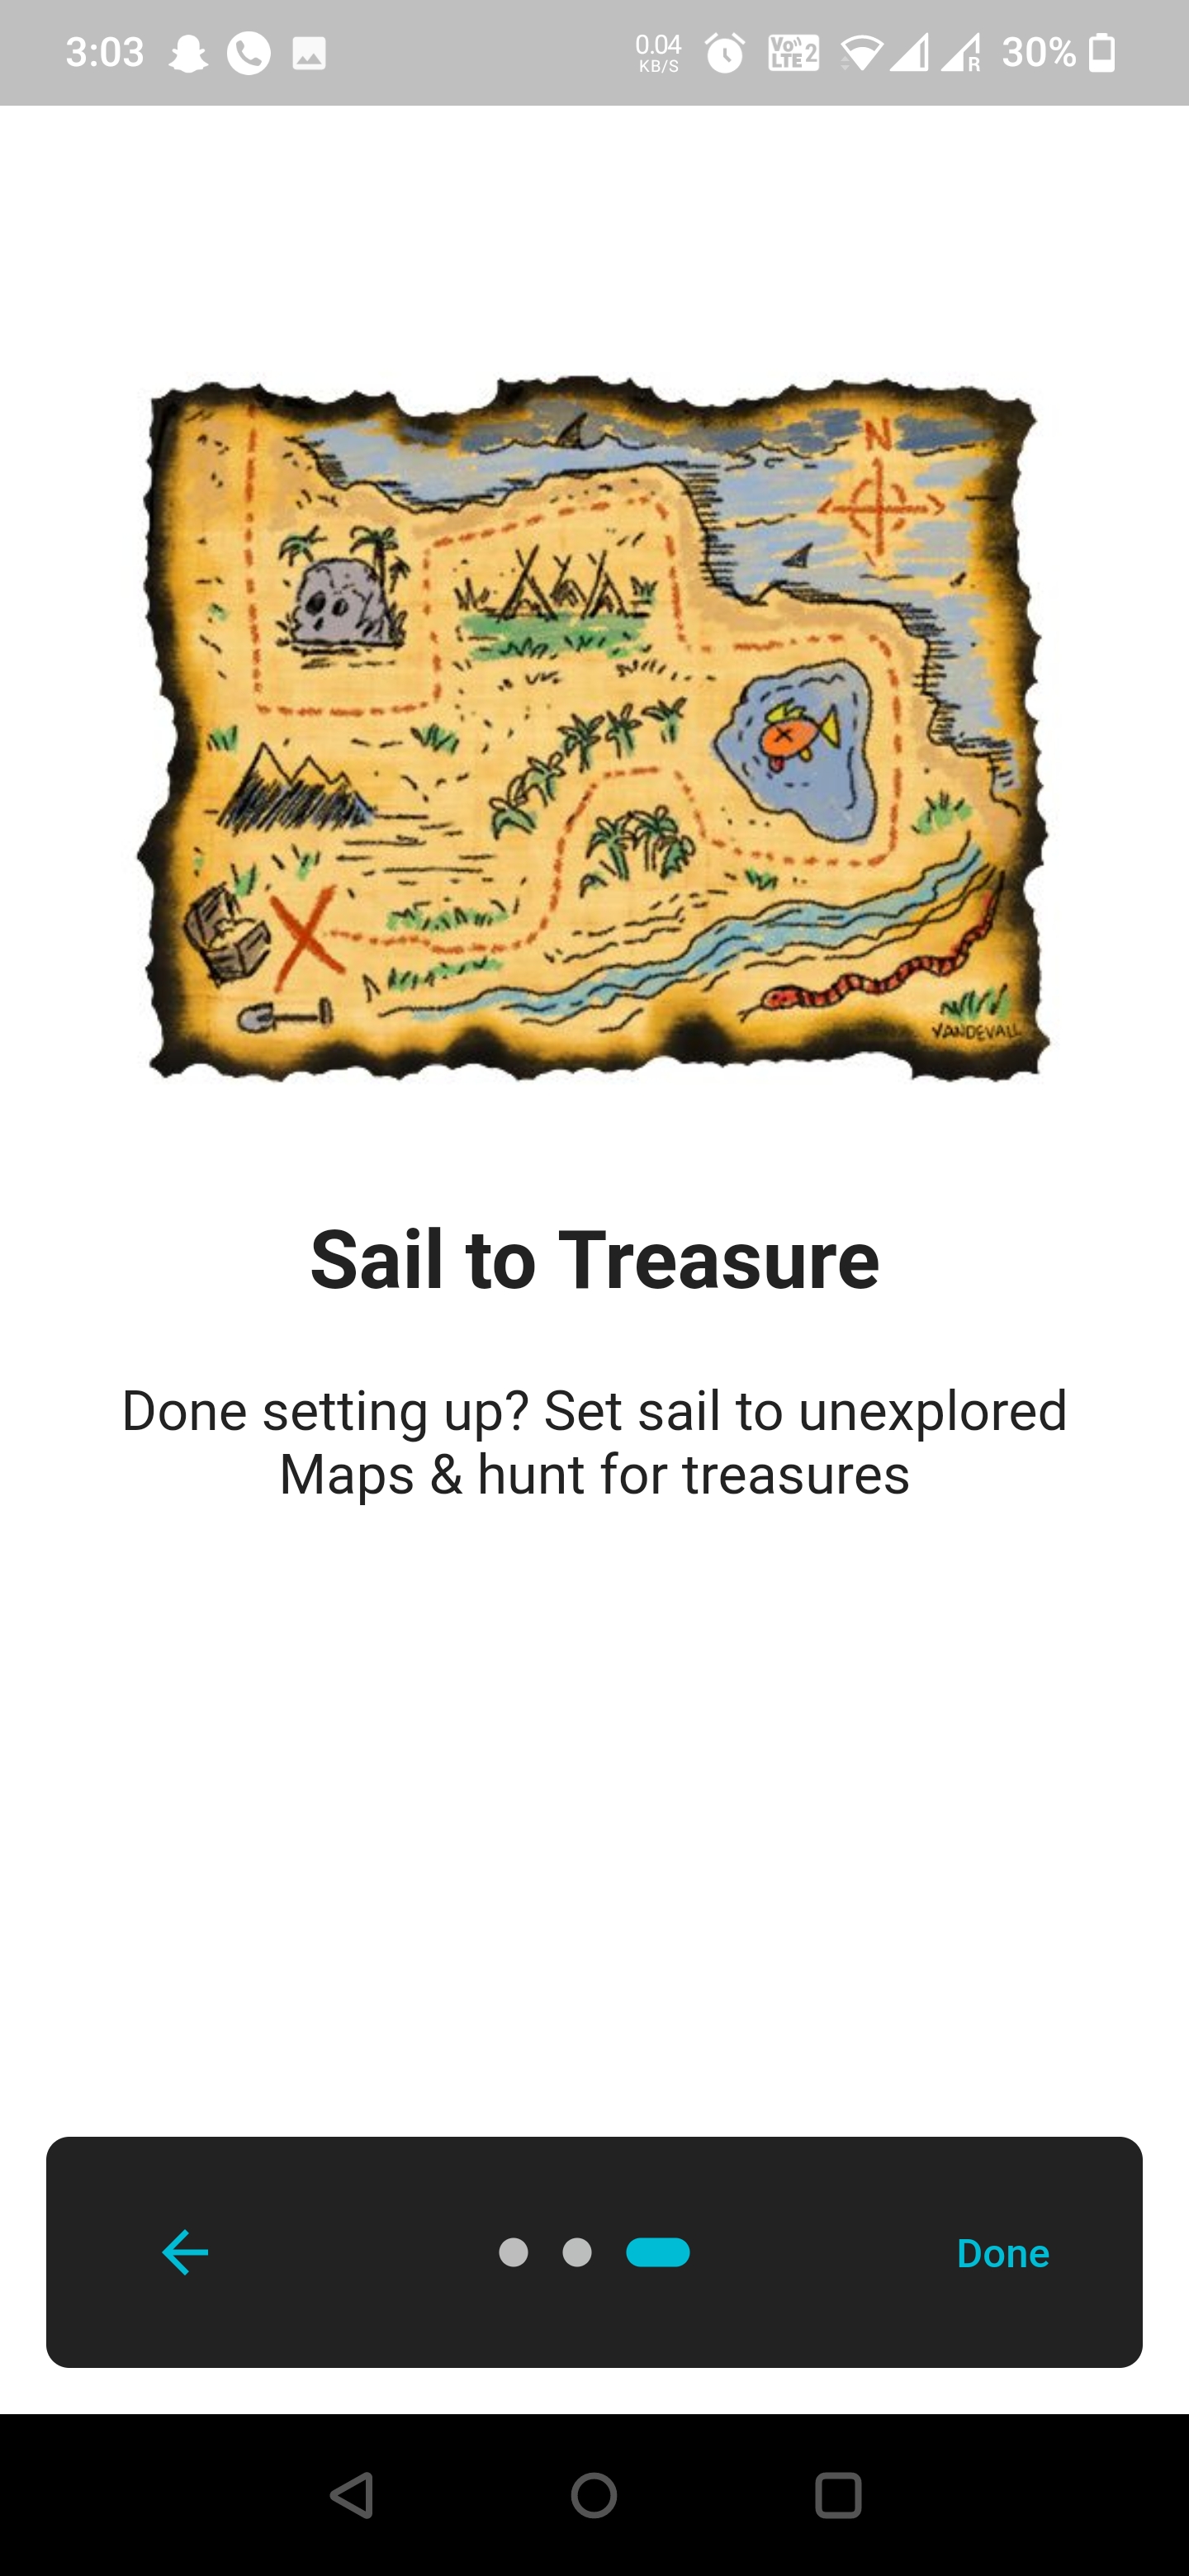 3:03
0.04
KB/S
Vo
LTE 2
R
30%
N
VANDEVALL
Sail to Treasure
Done setting up? Set sail to unexplored
Maps & hunt for treasures
Done